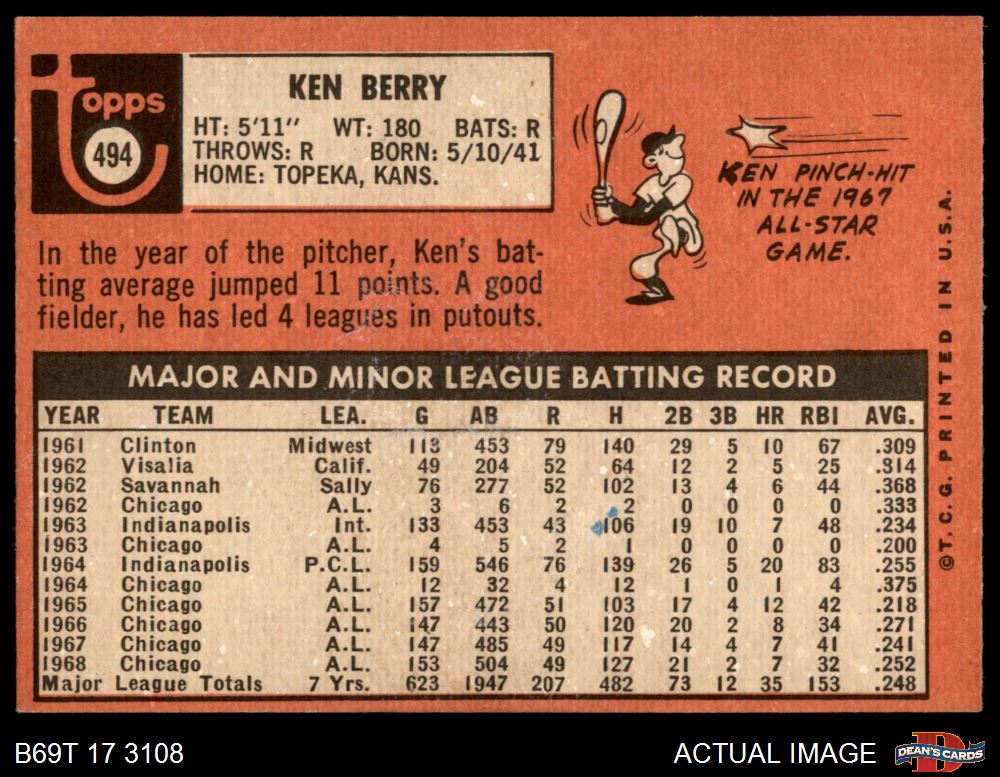 Topps
494
KEN BERRY
HT: 5'11" WT: 180 BATS: R
THROWS: R BORN: 5/10/41
HOME: TOPEKA, KANS.
KEN PINCH-HIT
IN THE 1967
ALL-STAR
GAME.
In the year of the pitcher, Ken's bat-
ting average jumped 11 points. A good
fielder, he has led 4 leagues in putouts.
MAJOR AND MINOR LEAGUE BATTING RECORD
YEAR TEAM LEA. G AB R H 2B 3B HR RBI AVG.
1961 Clinton Midwest 113 453 79 140 29 5 10 67 .309
1962 Visalia Calif. 49 204 52 64 12 2 5 25 .314
1962 Savannah Sally 76 277 52 102 13 4 6 44 .368
1962 Chicago A.L. 3 6 2 2 0 0 0 0 .333
1963 Indianapolis Int. 133 453 43 106 19 10 7 48 .234
1963 Chicago A.L. 4 5 2 1 0 0 0 0 .200
1964 Indianapolis P.C.L. 159 546 76 139 26 5 20 83 .255
1964 Chicago A.L. 12 32 4 12 1 0 1 4 .375
1965 Chicago A.L. 157 472 51 103 17 4 12 42 .218
1966 Chicago A.L. 147 443 50 120 20 2 8 34 .271
1967 Chicago A.L. 147 485 49 117 14 4 7 41 .241
1968 Chicago A.L. 153 504 49 127 21 2 7 32 .252
Major League Totals 7 Yrs. 623 1947 207 482 73 12 35 153 .248
©T.C.G. PRINTED IN U.S.A.
B69T 17 3108
ACTUAL IMAGE
D
DEAN'S CARDS